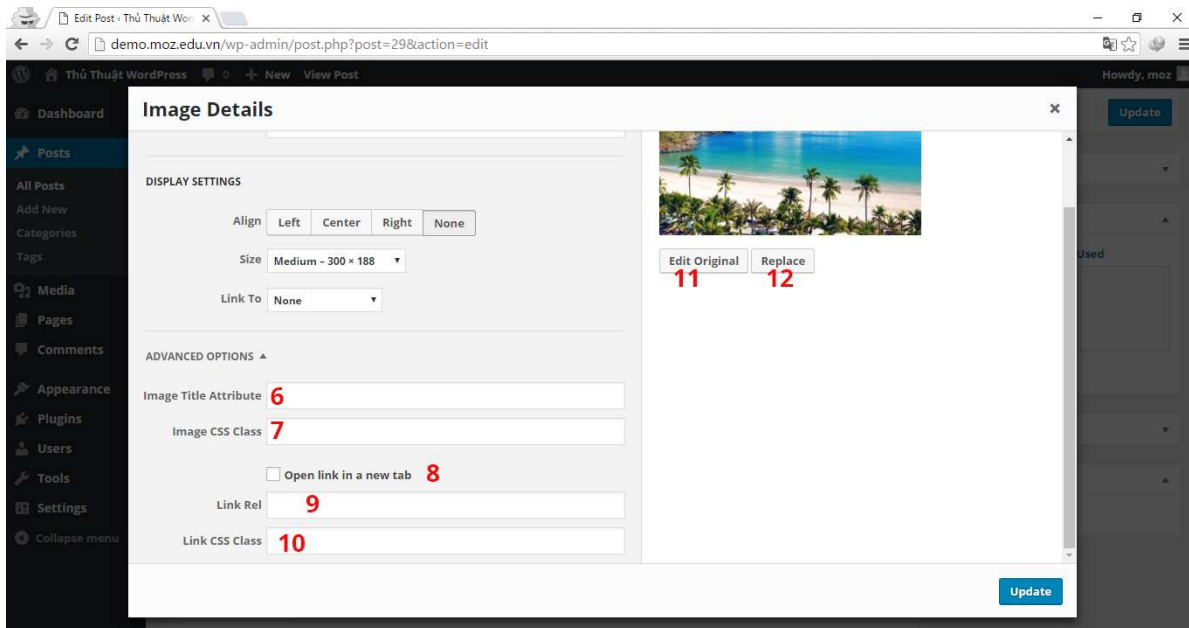 Edit Post ‹ Thủ Thuật Wor
demo.moz.edu.vn/wp-admin/post.php?post=29&action=edit
Thủ Thuật WordPress 0 + New View Post Howdy, moz
Dashboard
Posts
All Posts
Add New
Categories
Tags
Media
Pages
Comments
Appearance
Plugins
Users
Tools
Settings
Collapse menu
Update
Used
Image Details
DISPLAY SETTINGS
Align Left Center Right None
Size Medium – 300 × 188
Link To None
ADVANCED OPTIONS
Image Title Attribute 6
Image CSS Class 7
Open link in a new tab 8
Link Rel 9
Link CSS Class 10
Edit Original Replace
11 12
Update